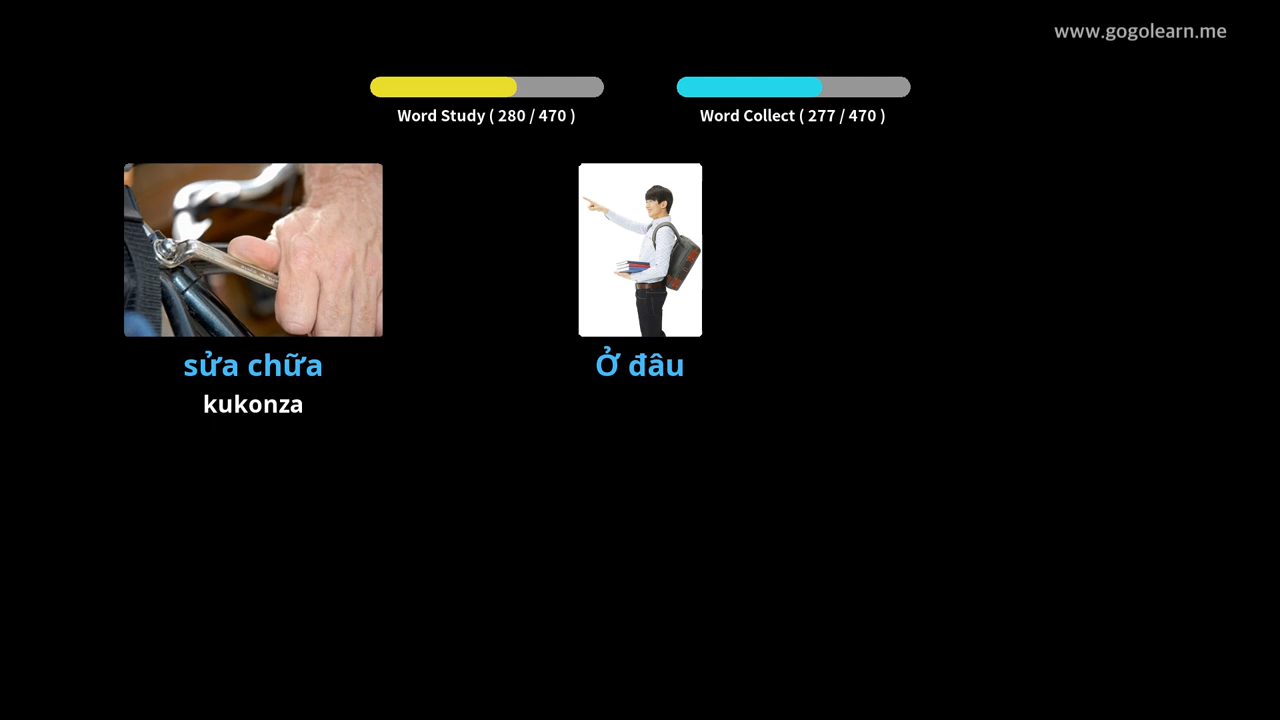 www.gogolearn.me
Word Study ( 280 / 470 )
Word Collect ( 277 / 470 )
sửa chữa
kukonza
Ở đâu